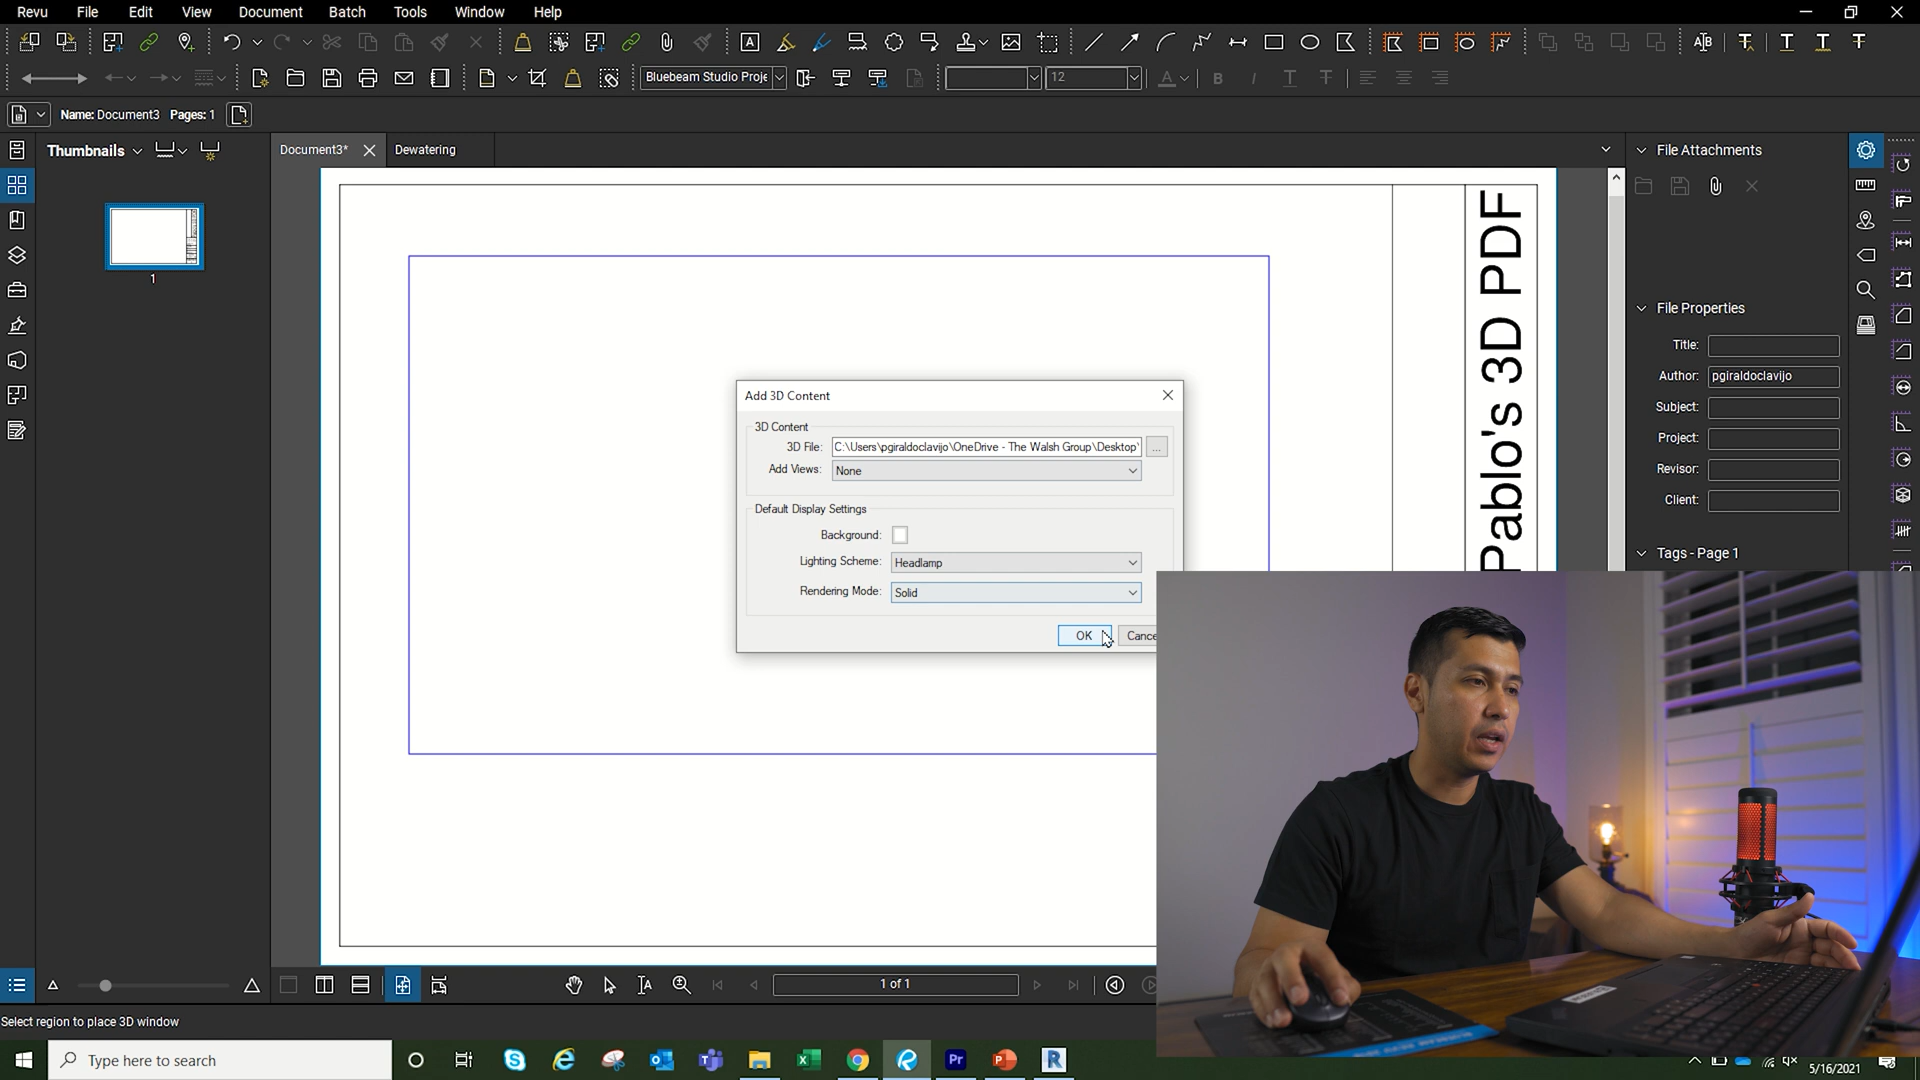 Revu File Edit View Document Batch Tools Window Help
Bluebeam Studio Proje 12
Name: Document3 Pages: 1
Thumbnails
Document3* Dewatering
1
Pablo's 3D PDF
File Attachments
File Properties
Title:
Author: pgiraldoclavijo
Subject:
Project:
Revisor:
Client:
Tags - Page 1
Add 3D Content
3D Content
3D File: C:\Users\pgiraldoclavijo\OneDrive - The Walsh Group\Desktop\
Add Views: None
Default Display Settings
Background:
Lighting Scheme: Headlamp
Rendering Mode: Solid
OK Cance
1 of 1
Select region to place 3D window
Type here to search
5/16/2021